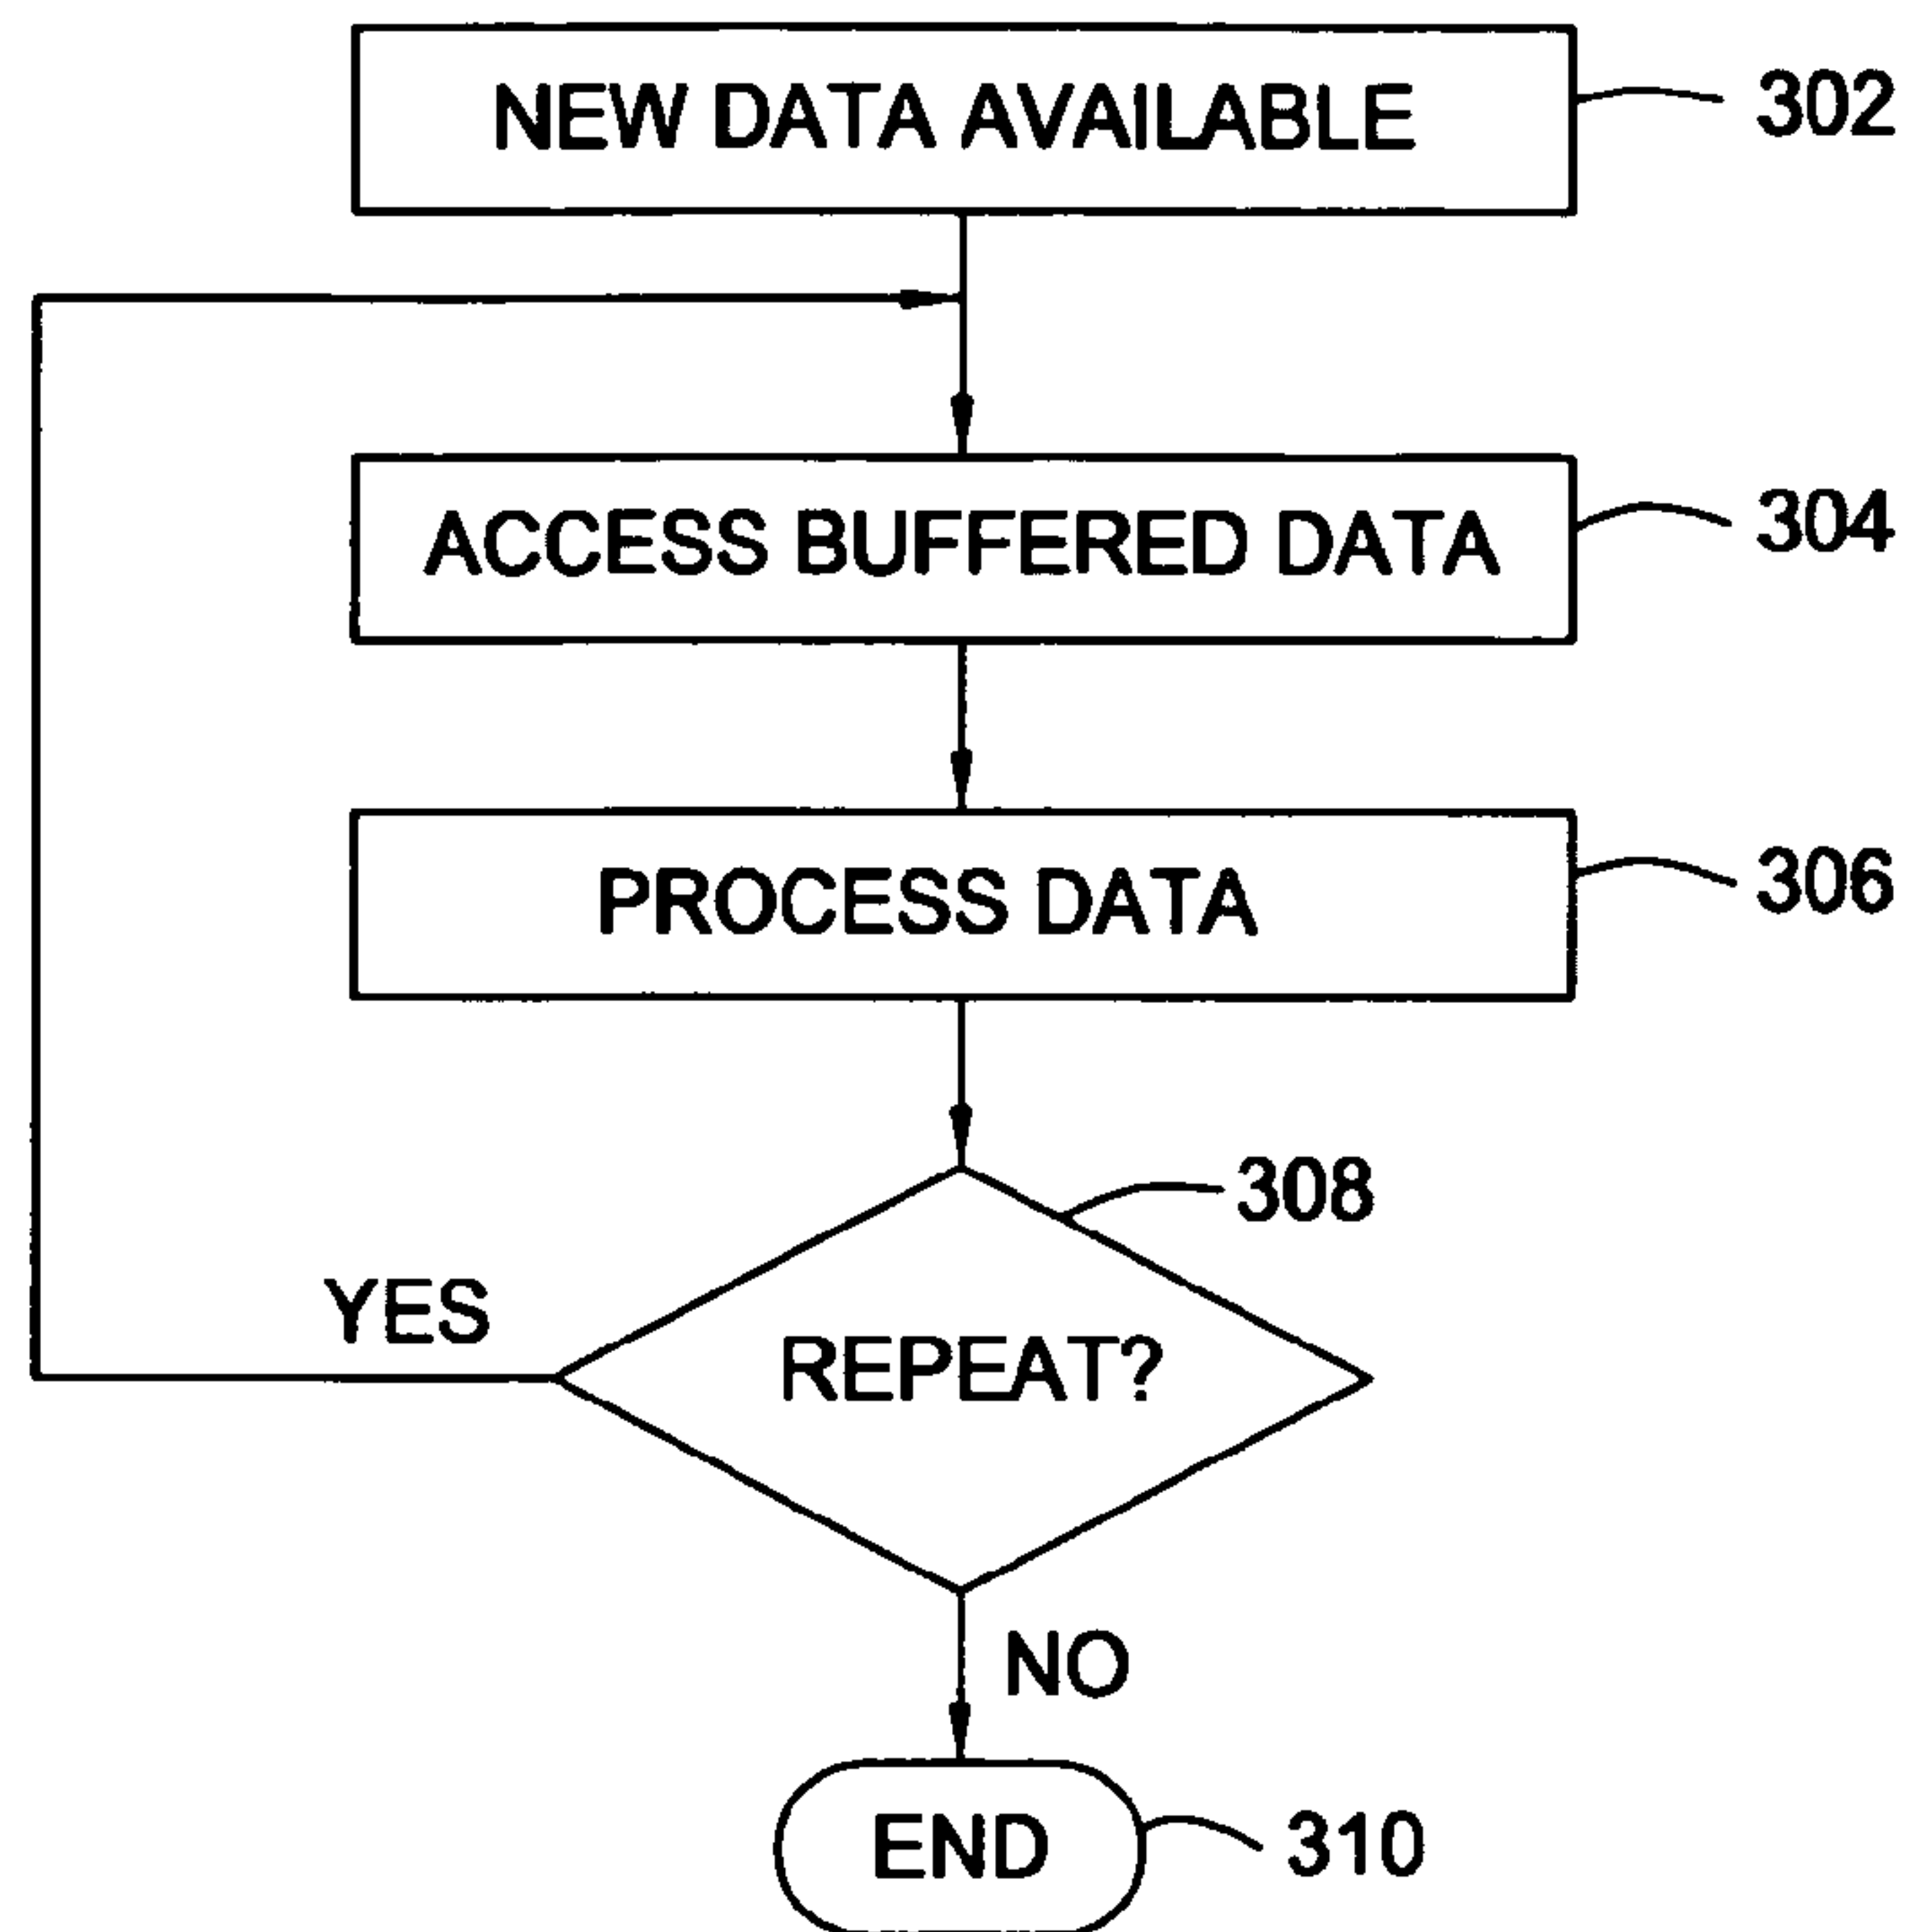 NEW DATA AVAILABLE
302
ACCESS BUFFERED DATA
304
PROCESS DATA
306
308
YES
REPEAT?
NO
END
310